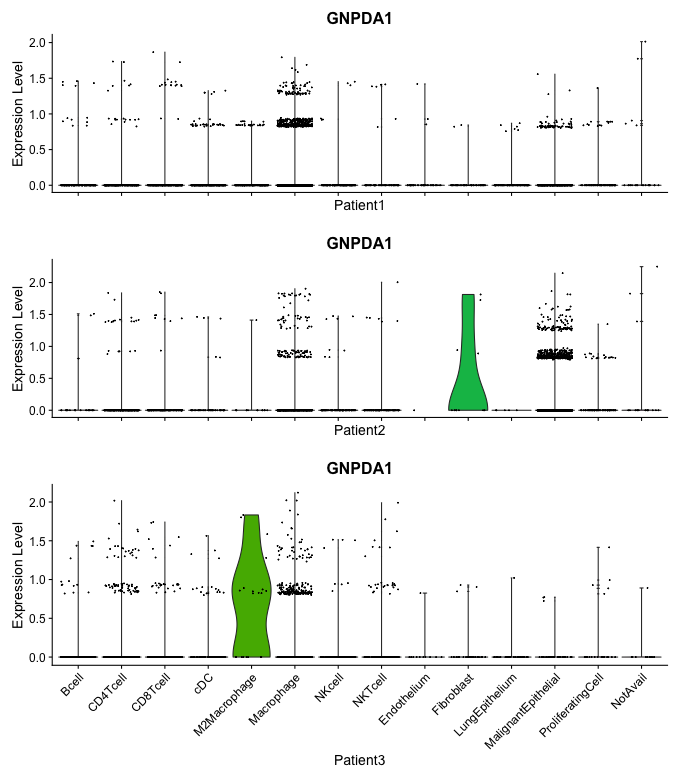 GNPDA1
Expression Level
2.0
1.5
1.0
0.5
0.0
Patient1
GNPDA1
Expression Level
2.0
1.5
1.0
0.5
0.0
Patient2
GNPDA1
Expression Level
2.0
1.5
1.0
0.5
0.0
Bcell
CD4Tcell
CD8Tcell
cDC
M2Macrophage
Macrophage
NKcell
NKTcell
Endothelium
Fibroblast
LungEpithelium
MalignantEpithelial
ProliferatingCell
NotAvail
Patient3